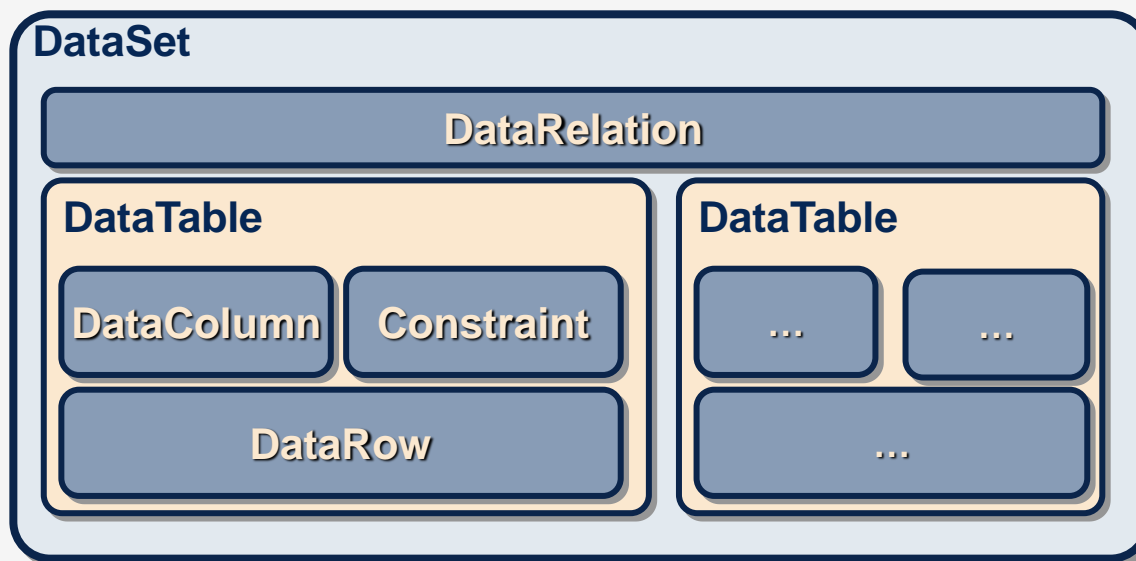 DataSet
DataRelation
DataTable
DataTable
DataColumn
Constraint
...
...
DataRow
...